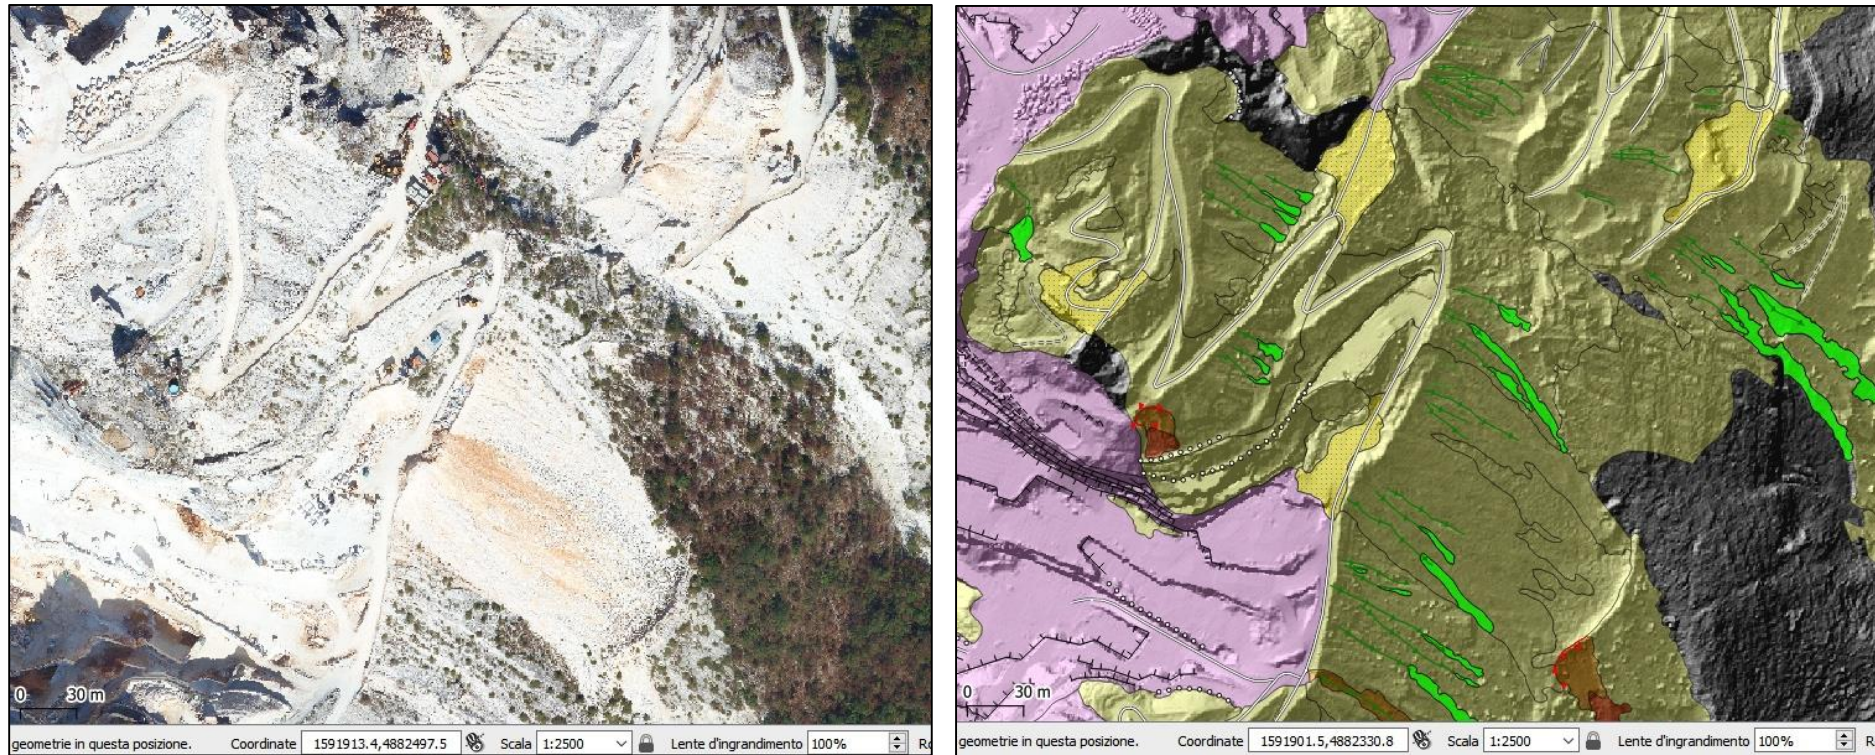 0 30 m
geometrie in questa posizione. Coordinate 1591913.4,4882497.5 Scala 1:2500 Lente d'ingrandimento 100%
0 30 m
geometrie in questa posizione. Coordinate 1591901.5,4882330.8 Scala 1:2500 Lente d'ingrandimento 100%